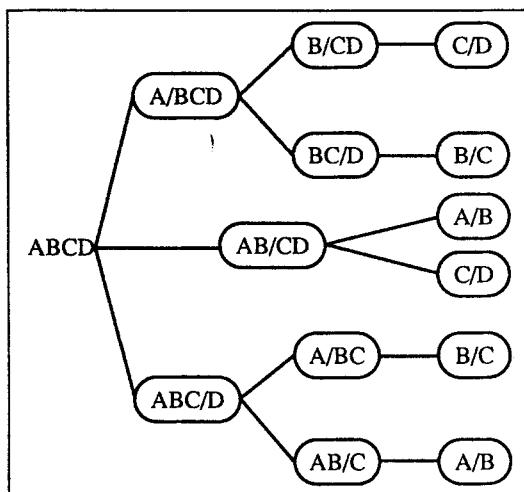 B/CD
C/D
A/BCD
BC/D
B/C
A/B
ABCD
AB/CD
C/D
A/BC
B/C
ABC/D
AB/C
A/B